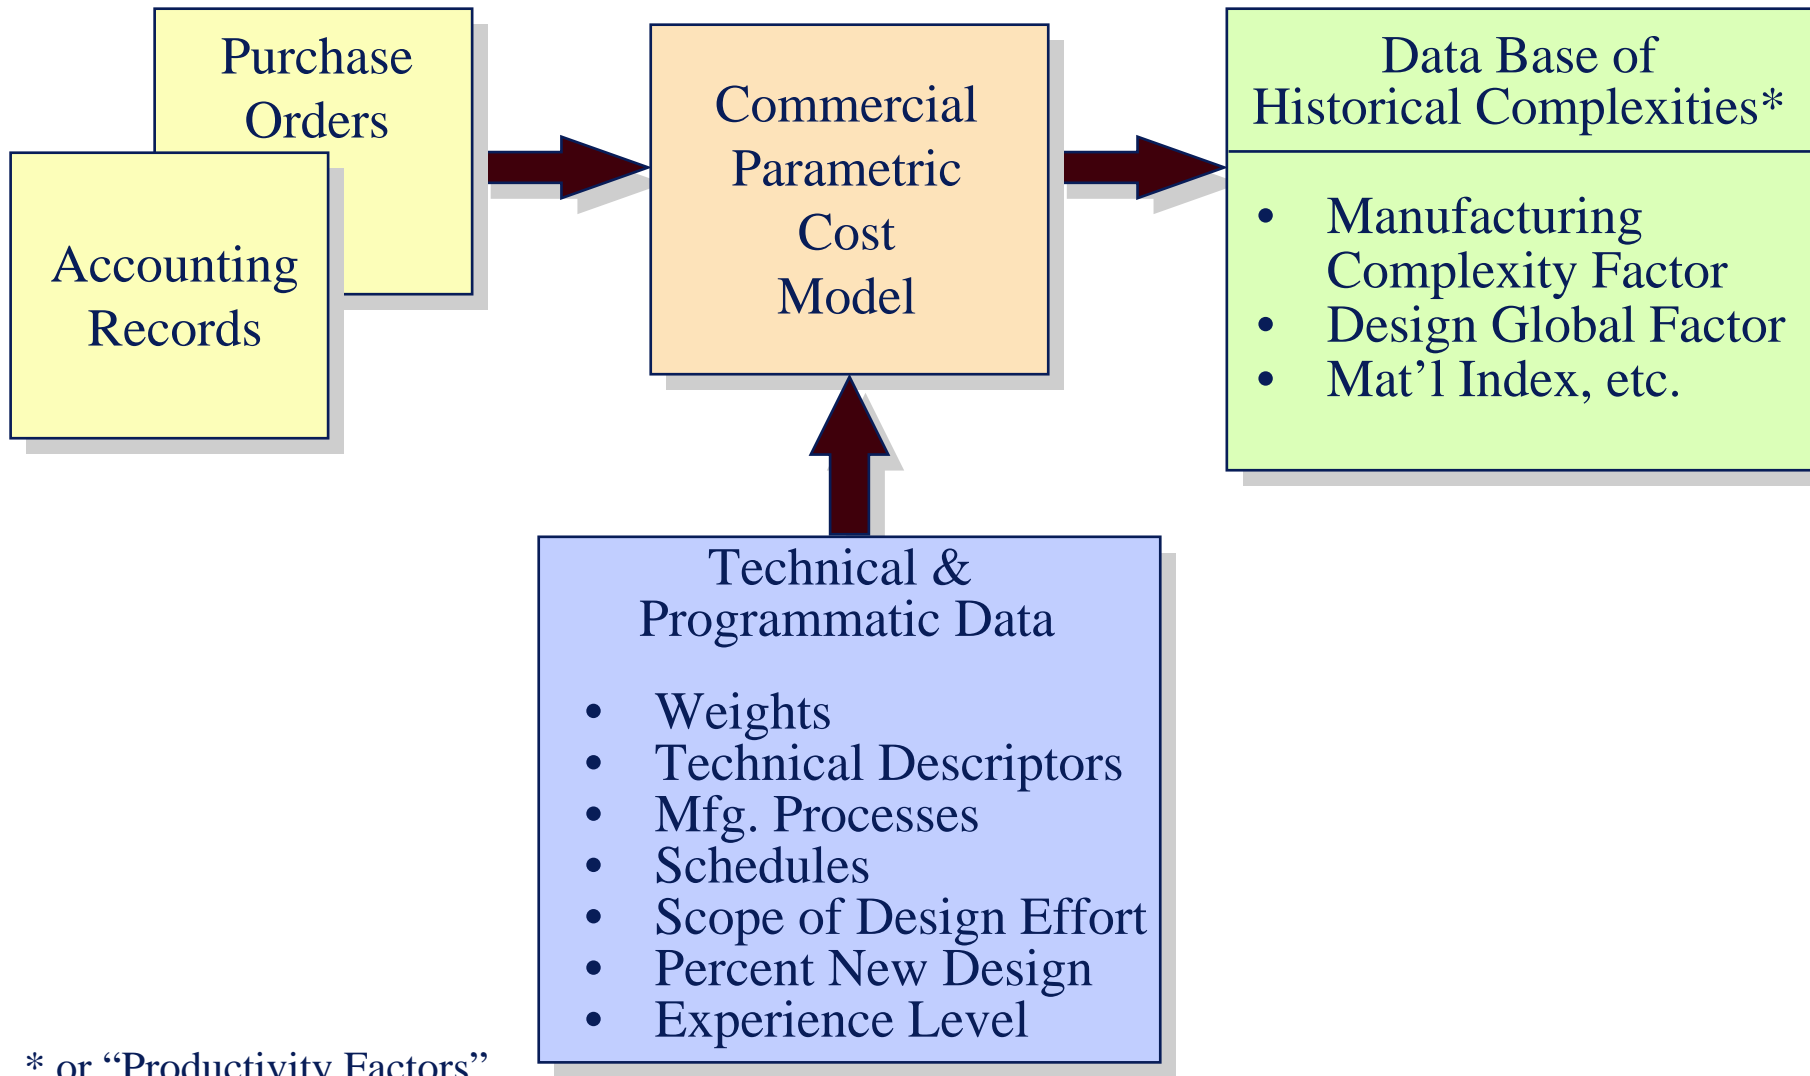 Purchase
Orders
Accounting
Records
Commercial
Parametric
Cost
Model
Data Base of
Historical Complexities*
• Manufacturing
Complexity Factor
• Design Global Factor
• Mat’l Index, etc.
Technical &
Programmatic Data
• Weights
• Technical Descriptors
• Mfg. Processes
• Schedules
• Scope of Design Effort
• Percent New Design
• Experience Level
* or “Productivity Factors”